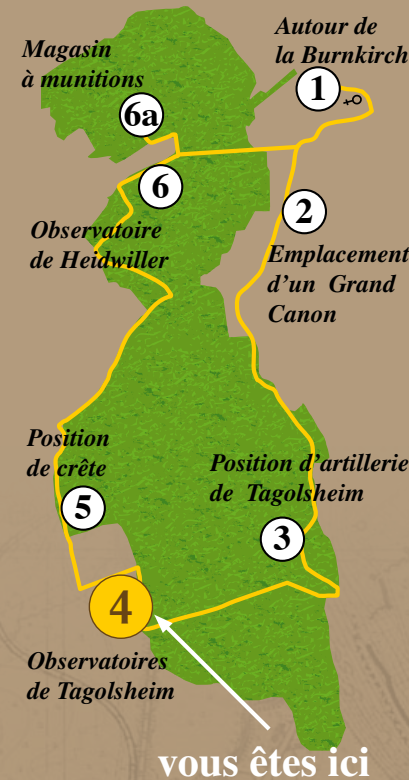 Magasin
à munitions
6a
Autour de
la Burnkirch
1
6
Observatoire
de Heidwiller
2
Emplacement
d'un Grand
Canon
Position
de crête
5
Position d'artillerie
de Tagolsheim
3
4
Observatoires
de Tagolsheim
vous êtes ici